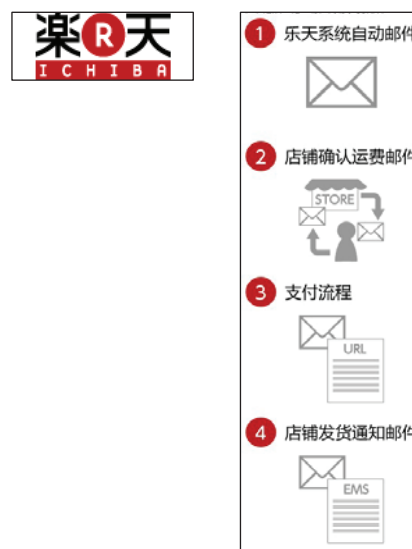 楽R天
ICHIBA
1 乐天系统自动邮件
2 店铺确认运费邮件
STORE
3 支付流程
URL
4 店铺发货通知邮件
EMS